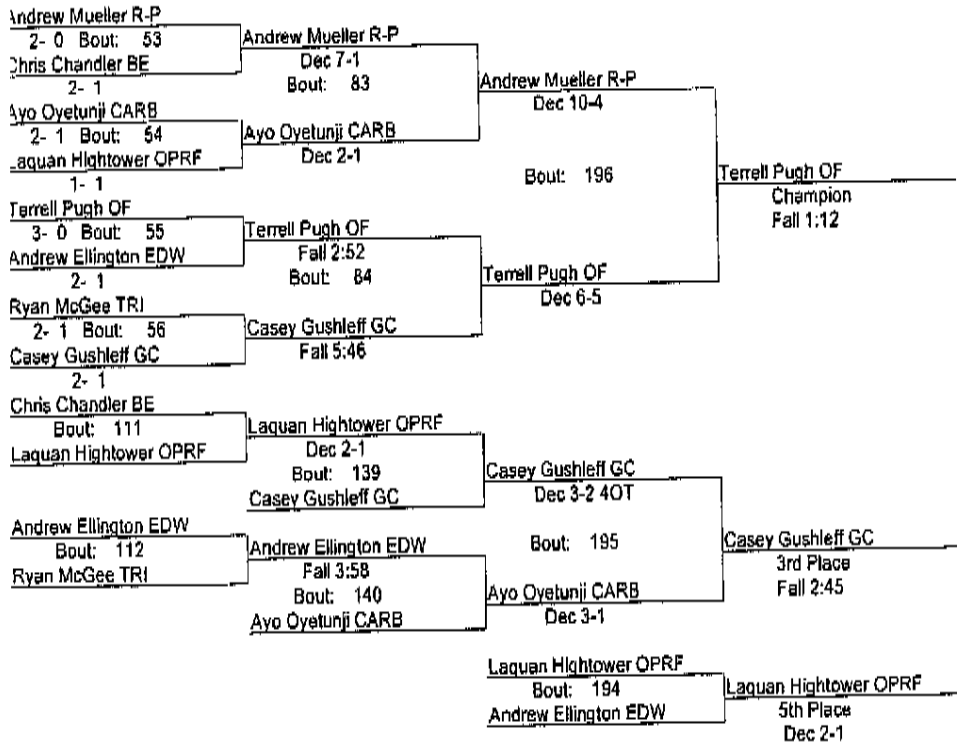 Andrew Mueller R-P
2- 0 Bout: 53
Chris Chandler BE
2- 1
Ayo Oyetunji CARB
2- 1 Bout: 54
Laquan Hightower OPRF
1- 1
Terrell Pugh OF
3- 0 Bout: 55
Andrew Ellington EDW
2- 1
Ryan McGee TRI
2- 1 Bout: 56
Casey Gushleff GC
2- 1
Andrew Mueller R-P
Dec 7-1
Bout: 83
Ayo Oyetunji CARB
Dec 2-1
Terrell Pugh OF
Fall 2:52
Bout: 84
Casey Gushleff GC
Fall 5:46
Andrew Mueller R-P
Dec 10-4
Bout: 196
Terrell Pugh OF
Dec 6-5
Terrell Pugh OF
Champion
Fall 1:12
Chris Chandler BE
Bout: 111
Laquan Hightower OPRF
Andrew Ellington EDW
Bout: 112
Ryan McGee TRI
Laquan Hightower OPRF
Dec 2-1
Bout: 139
Casey Gushleff GC
Andrew Ellington EDW
Fall 3:58
Bout: 140
Ayo Oyetunji CARB
Casey Gushleff GC
Dec 3-2 4OT
Bout: 195
Ayo Oyetunji CARB
Dec 3-1
Casey Gushleff GC
3rd Place
Fall 2:45
Laquan Hightower OPRF
Bout: 194
Andrew Ellington EDW
Laquan Hightower OPRF
5th Place
Dec 2-1